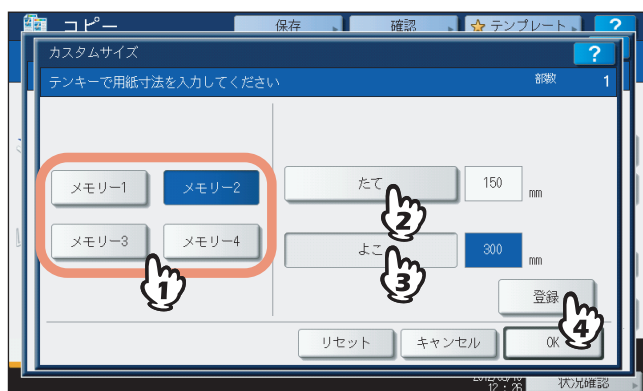 コピー 保存 確認 テンプレート ?
カスタムサイズ ?
テンキーで用紙寸法を入力してください 部数 1
メモリー1 メモリー2 たて 150 mm
2
メモリー3 メモリー4 よこ 300 mm
1 3
登録
4
リセット キャンセル OK
12:26 状況確認